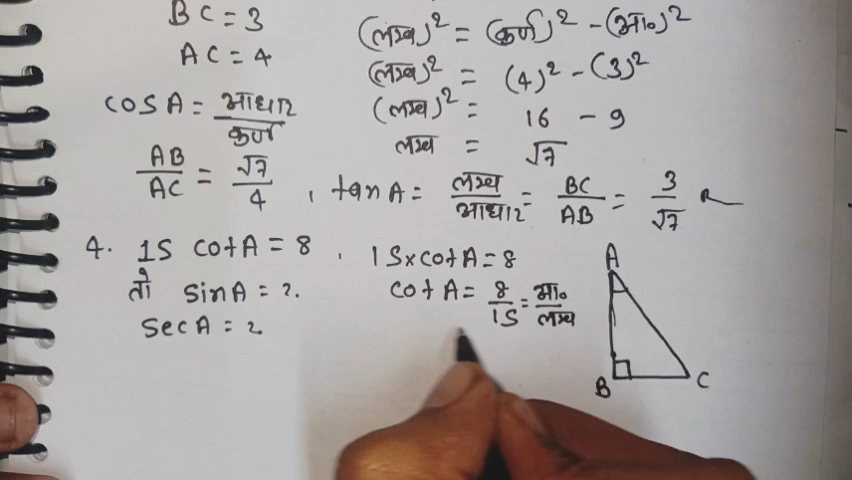 BC = 3
AC = 4
(लम्ब)² = (कर्ण)² - (आ०)²
(लम्ब)² = (4)² - (3)²
(लम्ब)² = 16 - 9
लम्ब = √7
cos A = आधार/कर्ण
AB/AC = √7/4 , tan A = लम्ब/आधार = BC/AB = 3/√7
4. 15 cot A = 8 , 15 x cot A = 8
तो sin A = ?
cot A = 8/15 = आ०/लम्ब
sec A = ?
A
B
C